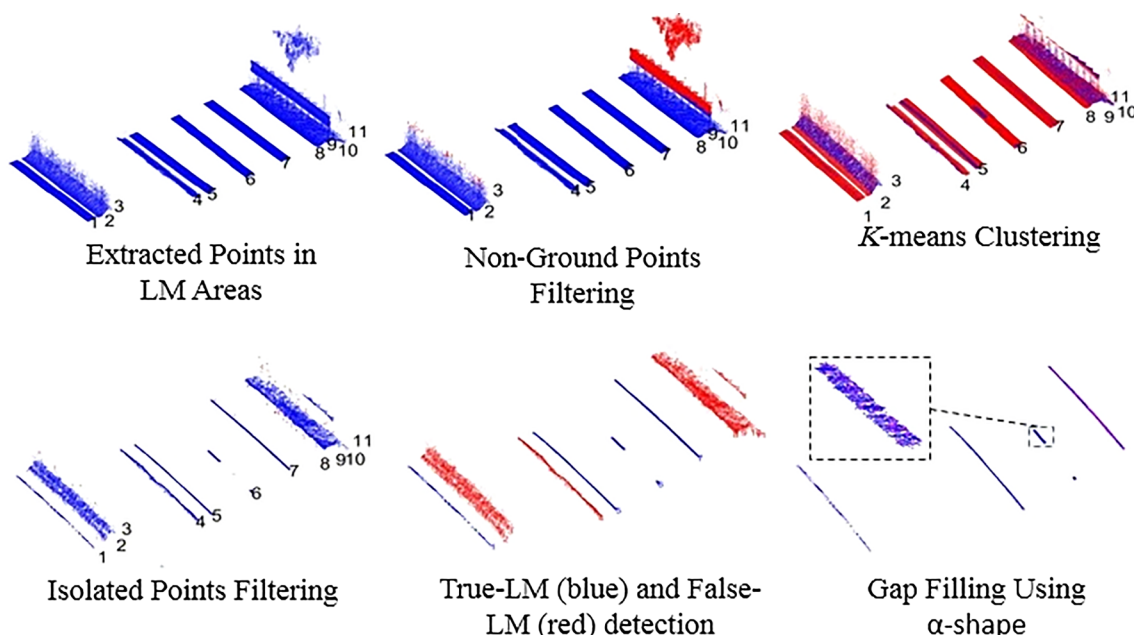 1 2 3 4 5 6 7 8 9 10 11
Extracted Points in
LM Areas
1 2 3 4 5 6 7 8 9 10 11
Non-Ground Points
Filtering
1 2 3 4 5 6 7 8 9 10 11
K-means Clustering
1 2 3 4 5 6 7 8 9 10 11
Isolated Points Filtering
True-LM (blue) and False-
LM (red) detection
Gap Filling Using
α-shape